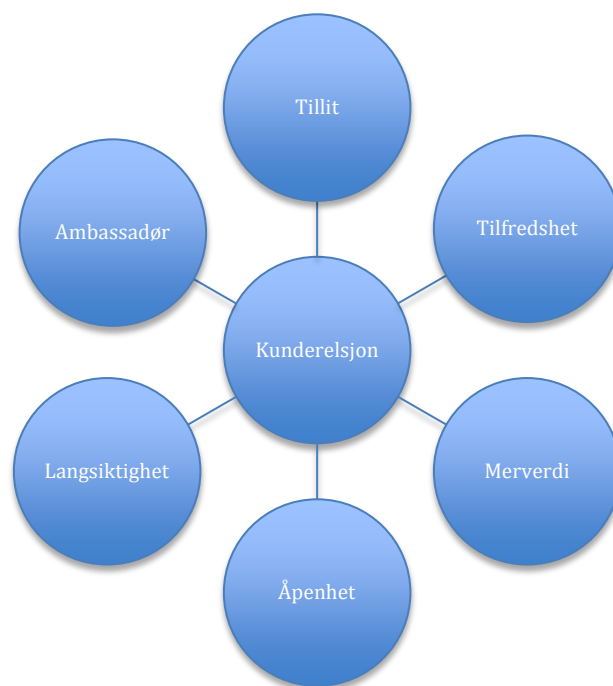 Tillit
Tilfredshet
Merverdi
Åpenhet
Langsiktighet
Ambassadør
Kunderelsjon